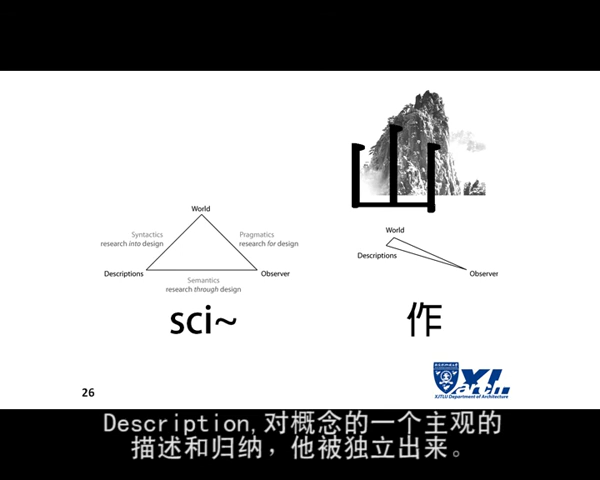 山
World
Syntactics
research into design
Pragmatics
research for design
Descriptions
Observer
Semantics
research through design
sci~
World
Descriptions
Observer
作
26
XJTLU Department of Architecture
Description,对概念的一个主观的
描述和归纳，他被独立出来。